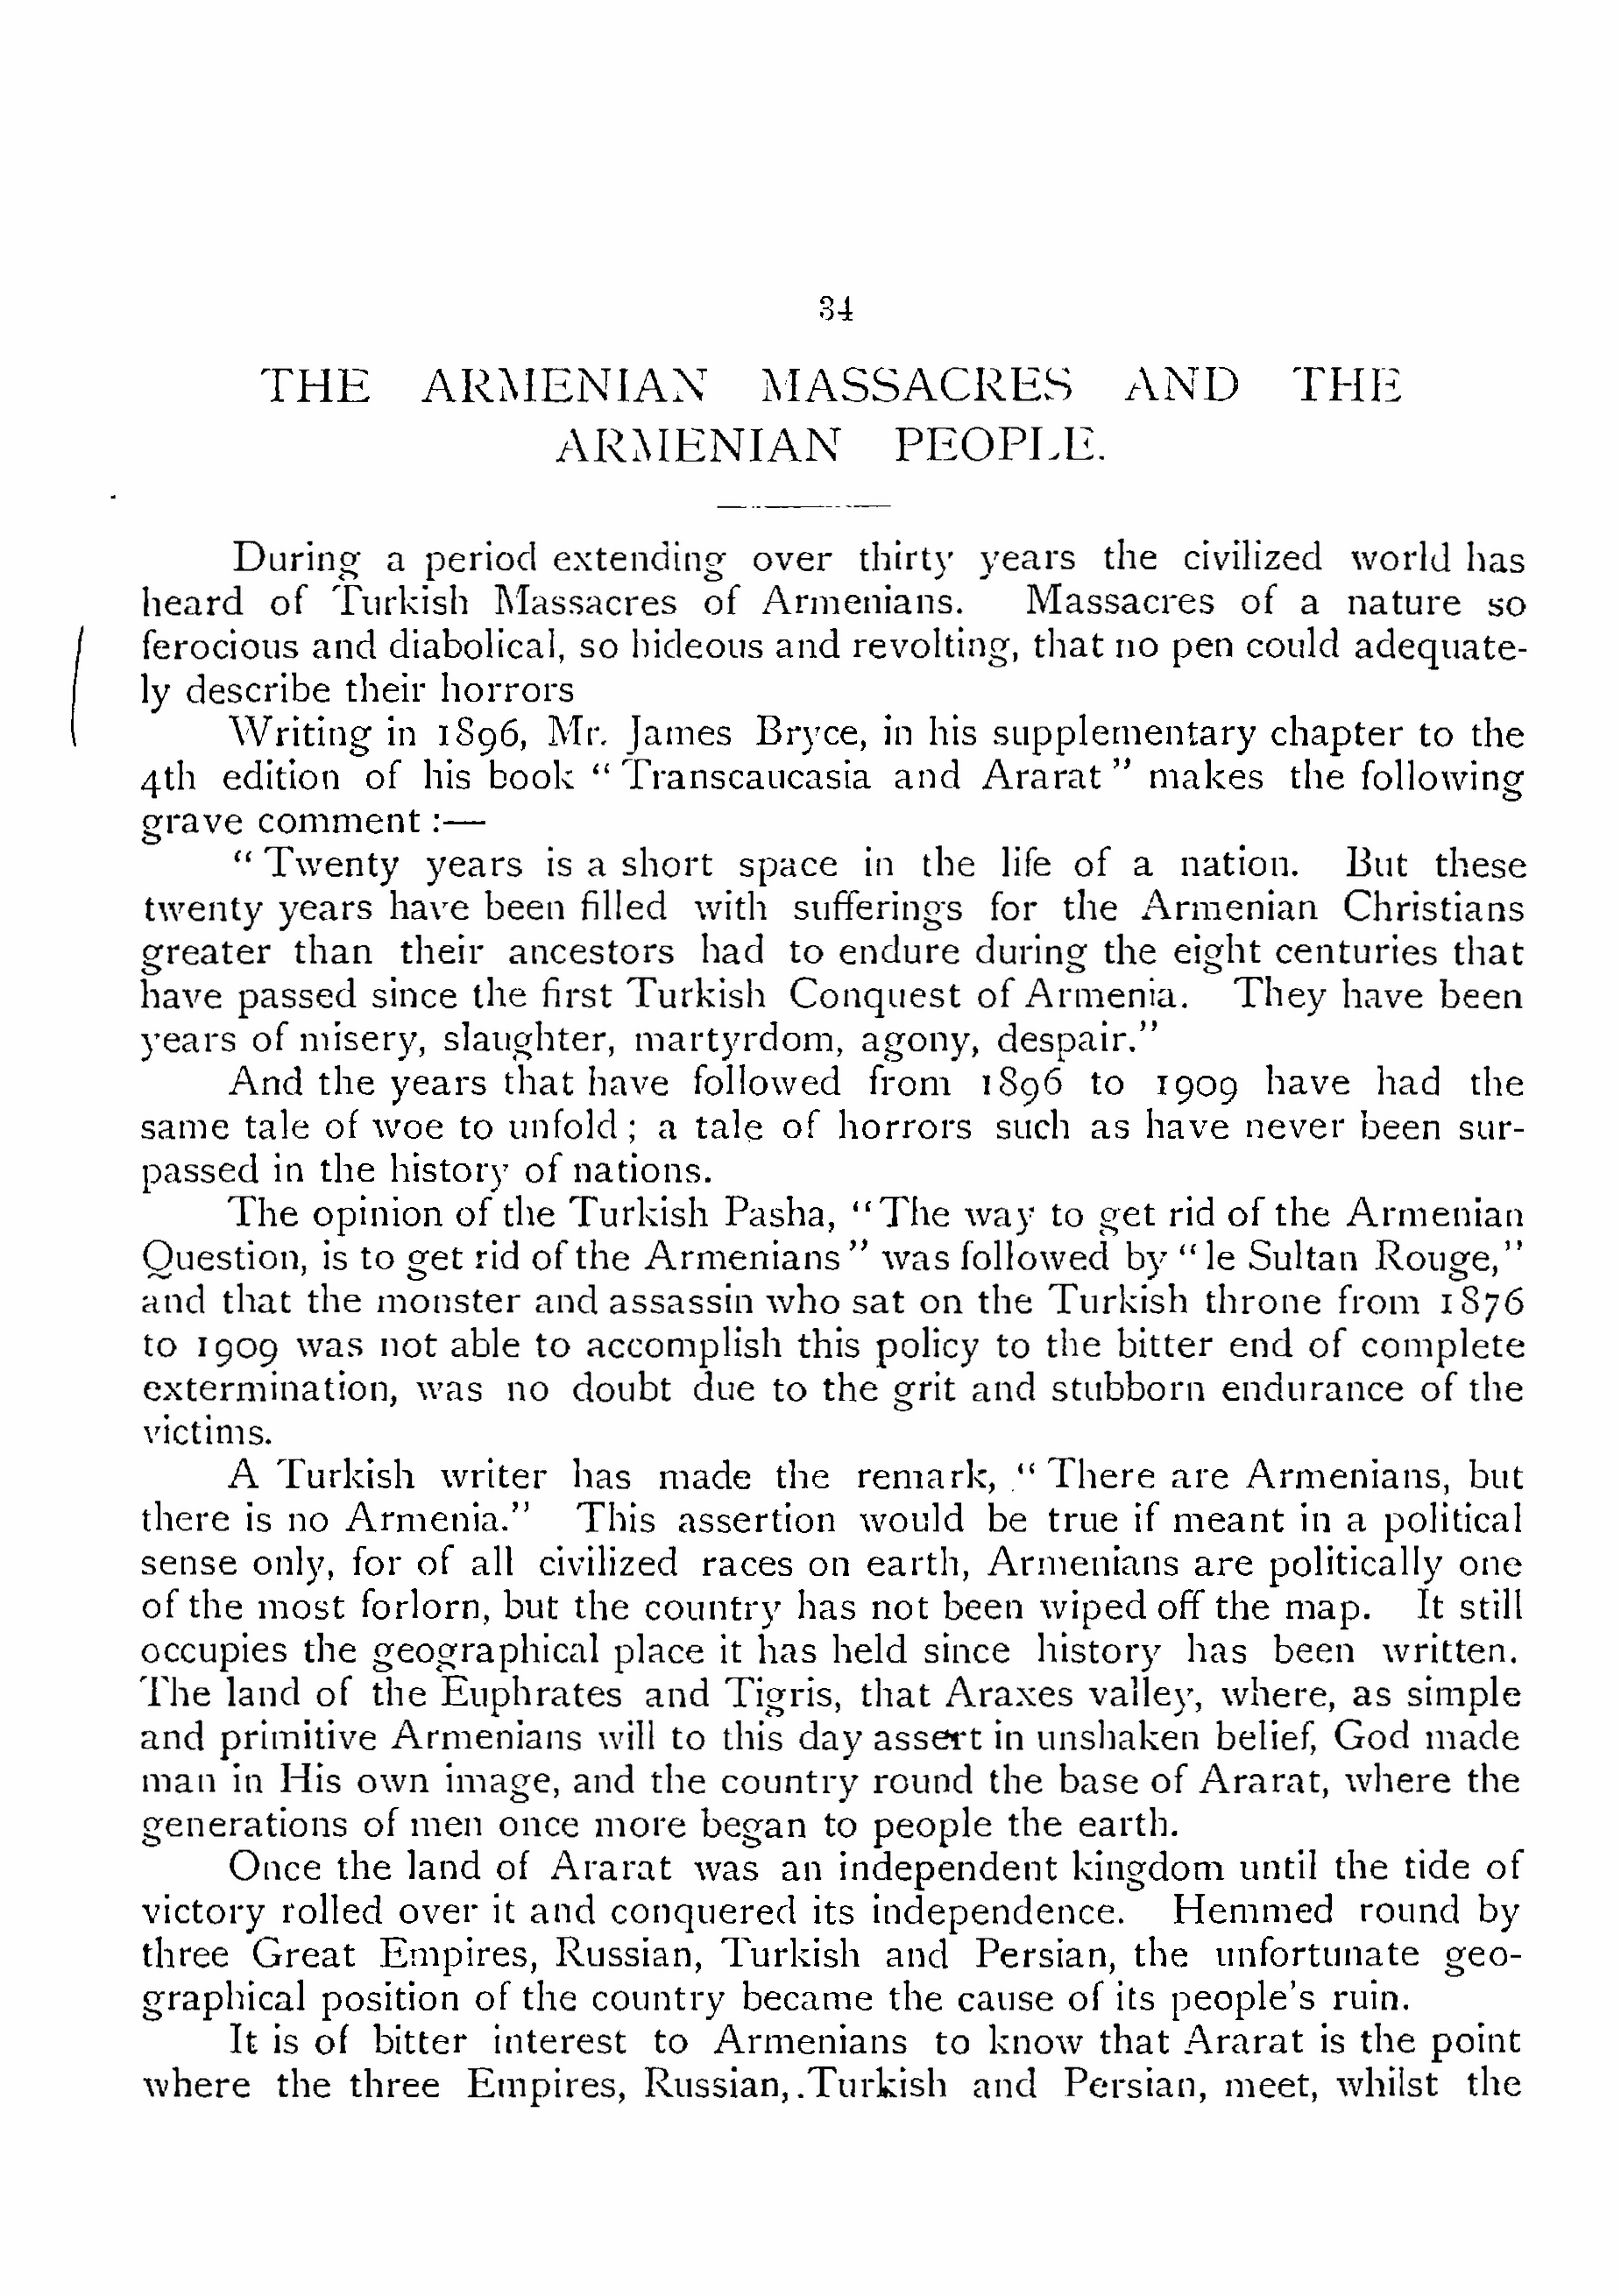 34
THE ARMENIAN MASSACRES AND THE
ARMENIAN PEOPLE.
During a period extending over thirty years the civilized world has
heard of Turkish Massacres of Armenians. Massacres of a nature so
ferocious and diabolical, so hideous and revolting, that no pen could adequate-
ly describe their horrors
Writing in 1896, Mr. James Bryce, in his supplementary chapter to the
4th edition of his book “ Transcaucasia and Ararat ” makes the following
grave comment :—
“ Twenty years is a short space in the life of a nation. But these
twenty years have been filled with sufferings for the Armenian Christians
greater than their ancestors had to endure during the eight centuries that
have passed since the first Turkish Conquest of Armenia. They have been
years of misery, slaughter, martyrdom, agony, despair.”
And the years that have followed from 1896 to 1909 have had the
same tale of woe to unfold ; a tale of horrors such as have never been sur-
passed in the history of nations.
The opinion of the Turkish Pasha, “ The way to get rid of the Armenian
Question, is to get rid of the Armenians ” was followed by “ le Sultan Rouge,”
and that the monster and assassin who sat on the Turkish throne from 1876
to 1909 was not able to accomplish this policy to the bitter end of complete
extermination, was no doubt due to the grit and stubborn endurance of the
victims.
A Turkish writer has made the remark, “ There are Armenians, but
there is no Armenia.” This assertion would be true if meant in a political
sense only, for of all civilized races on earth, Armenians are politically one
of the most forlorn, but the country has not been wiped off the map. It still
occupies the geographical place it has held since history has been written.
The land of the Euphrates and Tigris, that Araxes valley, where, as simple
and primitive Armenians will to this day assert in unshaken belief, God made
man in His own image, and the country round the base of Ararat, where the
generations of men once more began to people the earth.
Once the land of Ararat was an independent kingdom until the tide of
victory rolled over it and conquered its independence. Hemmed round by
three Great Empires, Russian, Turkish and Persian, the unfortunate geo-
graphical position of the country became the cause of its people's ruin.
It is of bitter interest to Armenians to know that Ararat is the point
where the three Empires, Russian, Turkish and Persian, meet, whilst the